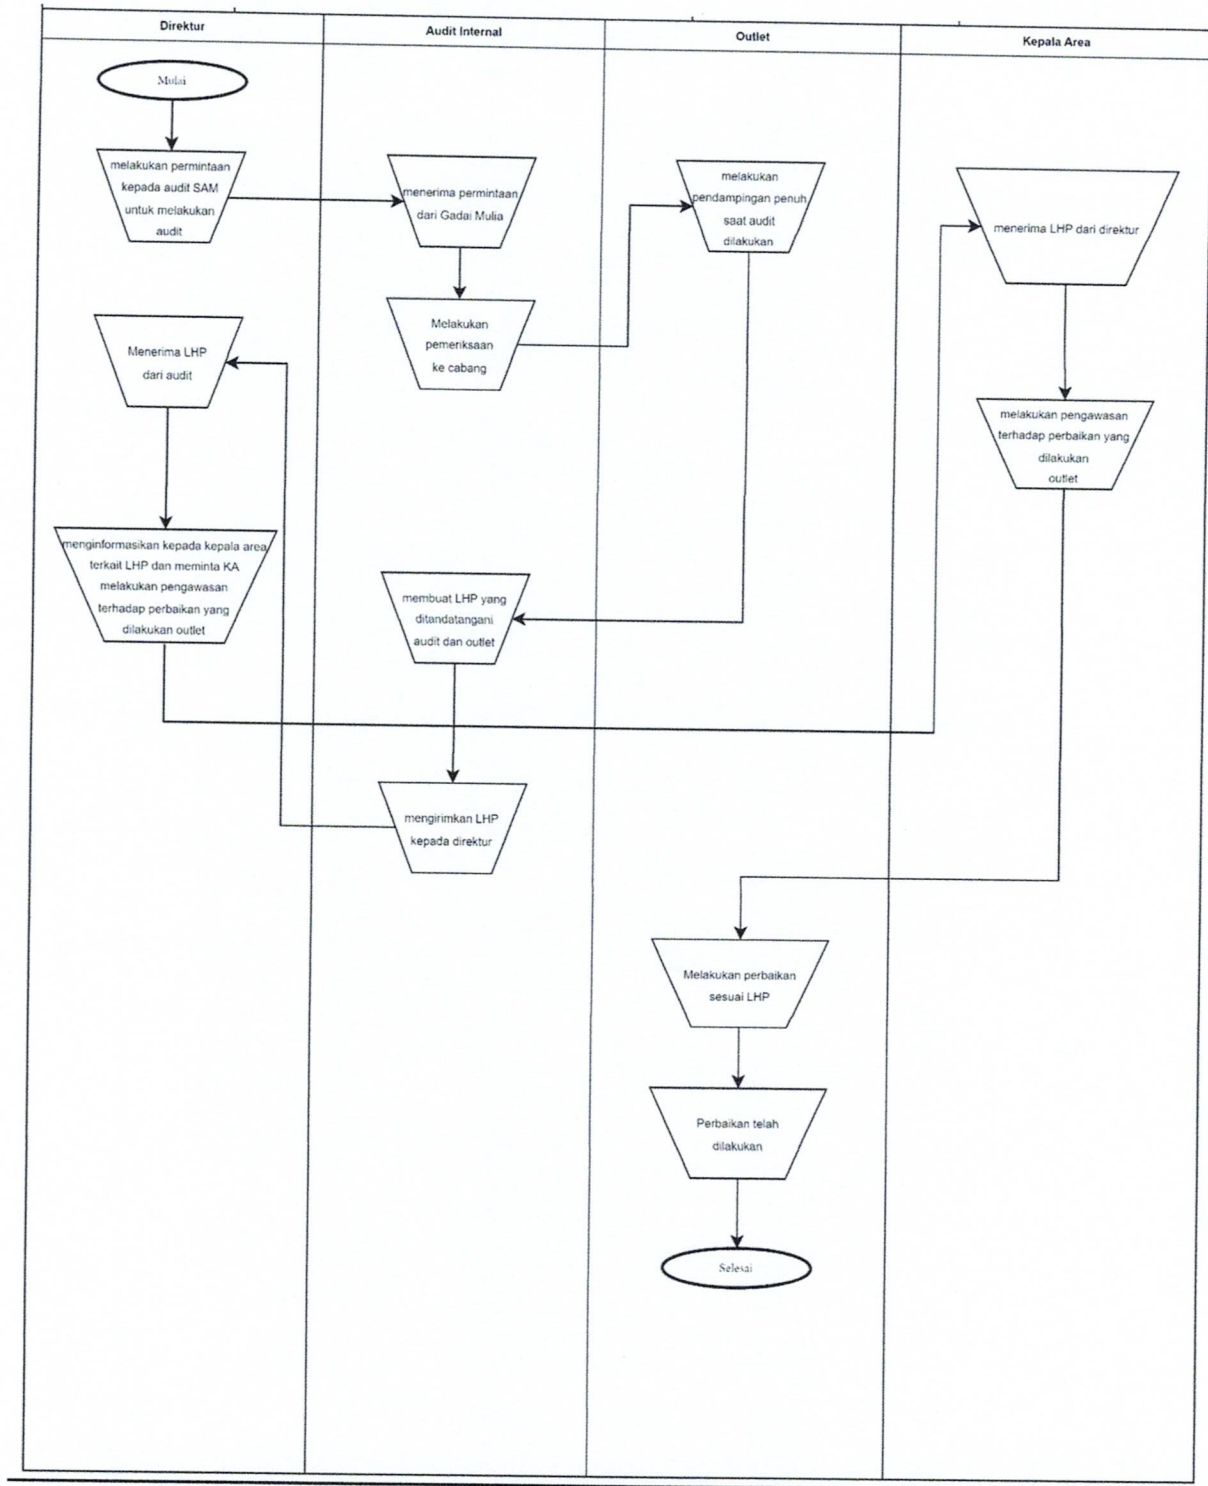 Direktur
Audit Internal
Outlet
Kepala Area
Mulai
melakukan permintaan
kepada audit SAM
untuk melakukan
audit
menerima permintaan
dari Gadai Mulia
melakukan
pendampingan penuh
saat audit
dilakukan
menerima LHP dari direktur
Melakukan
pemeriksaan
ke cabang
Menerima LHP
dari audit
melakukan pengawasan
terhadap perbaikan yang
dilakukan
outlet
menginformasikan kepada kepala area
terkait LHP dan meminta KA
melakukan pengawasan
terhadap perbaikan yang
dilakukan outlet
membuat LHP yang
ditandatangani
audit dan outlet
mengirimkan LHP
kepada direktur
Melakukan perbaikan
sesuai LHP
Perbaikan telah
dilakukan
Selesai